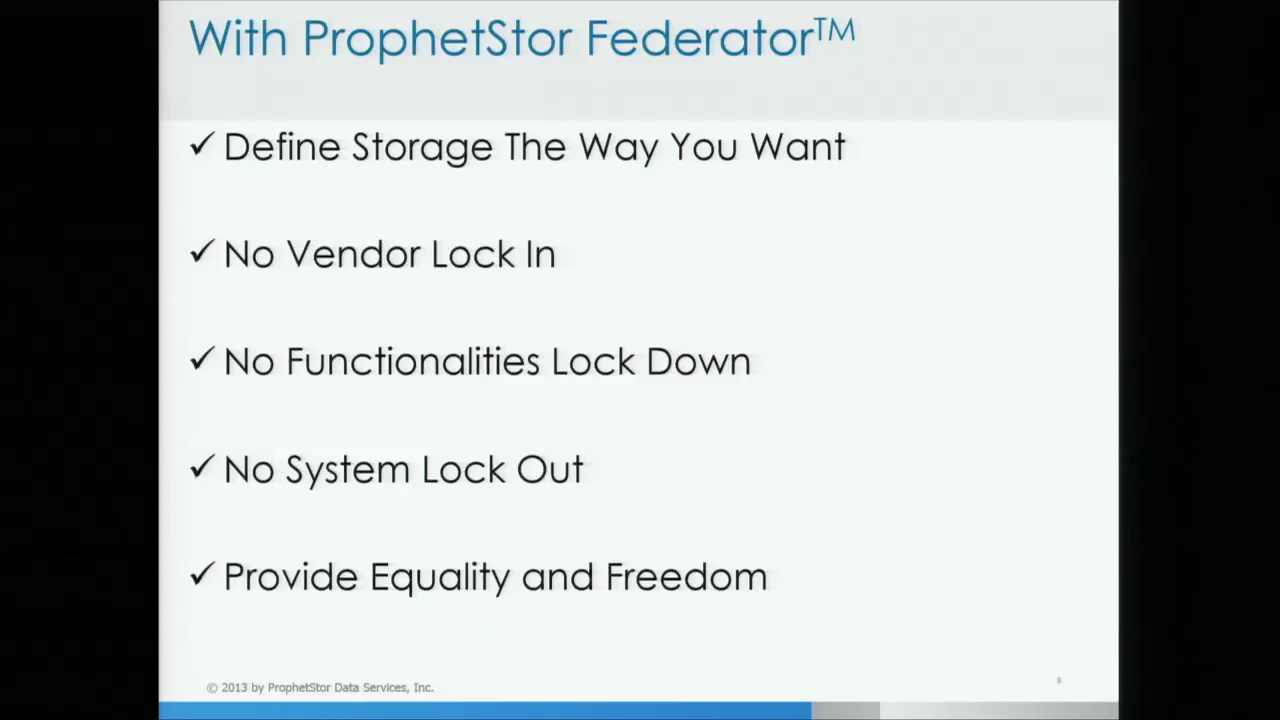 With ProphetStor Federator™
✓ Define Storage The Way You Want
✓ No Vendor Lock In
✓ No Functionalities Lock Down
✓ No System Lock Out
✓ Provide Equality and Freedom
© 2013 by ProphetStor Data Services, Inc.